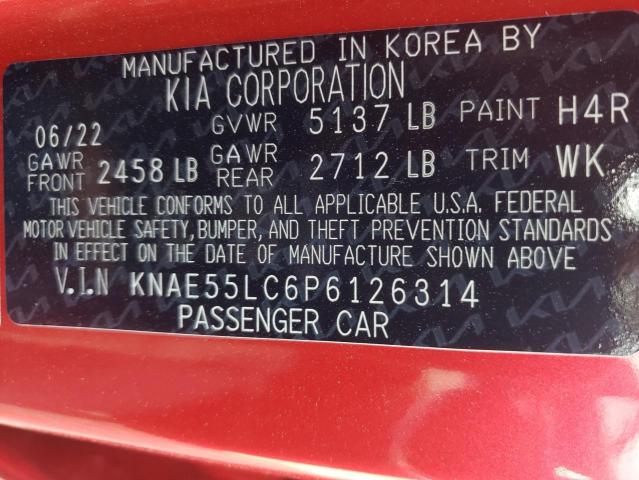 MANUFACTURED IN KOREA BY
KIA CORPORATION
06/22 GVWR 5137 LB PAINT H4R
GAWR FRONT 2458 LB GAWR REAR 2712 LB TRIM WK
THIS VEHICLE CONFORMS TO ALL APPLICABLE U.S.A. FEDERAL
MOTOR VEHICLE SAFETY, BUMPER, AND THEFT PREVENTION STANDARDS
IN EFFECT ON THE DATE OF MANUFACTURE SHOWN ABOVE
V.I.N KNAE55LC6P6126314
PASSENGER CAR